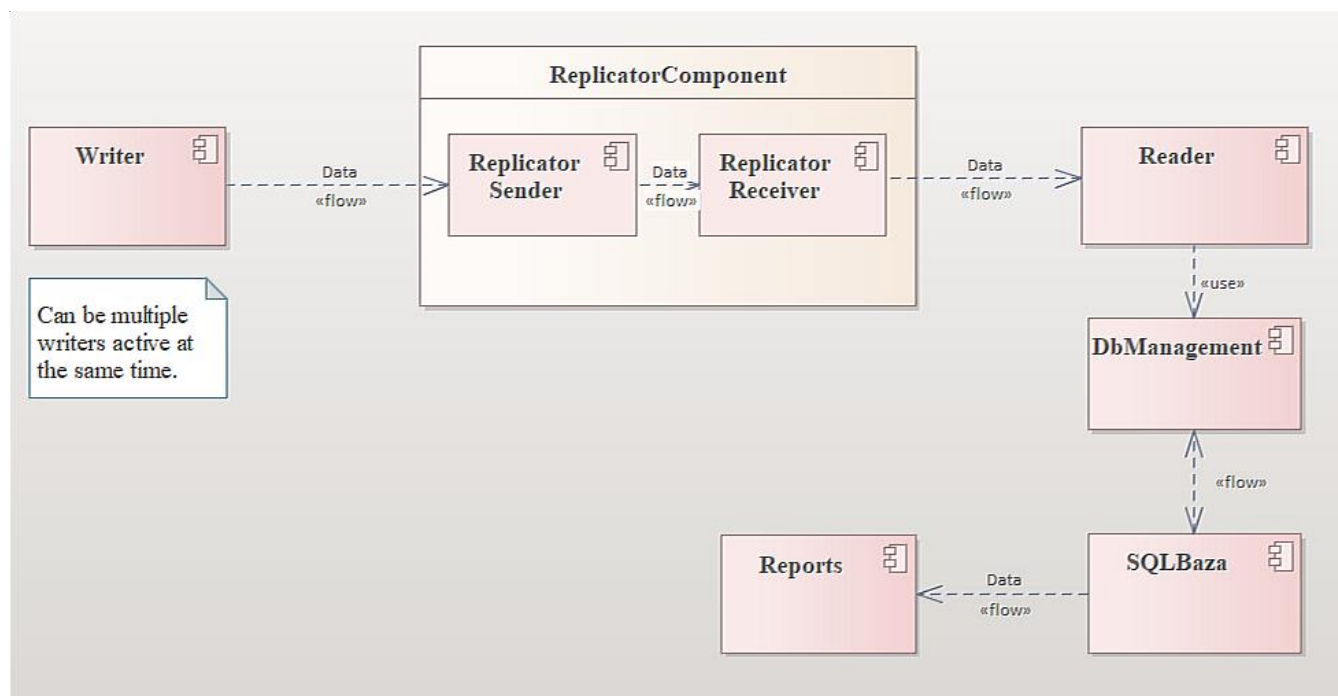 ReplicatorComponent
Writer
Data
«flow»
Replicator
Sender
Data
«flow»
Replicator
Receiver
Data
«flow»
Reader
Can be multiple
writers active at
the same time.
«use»
DbManagement
«flow»
Reports
Data
«flow»
SQLBaza